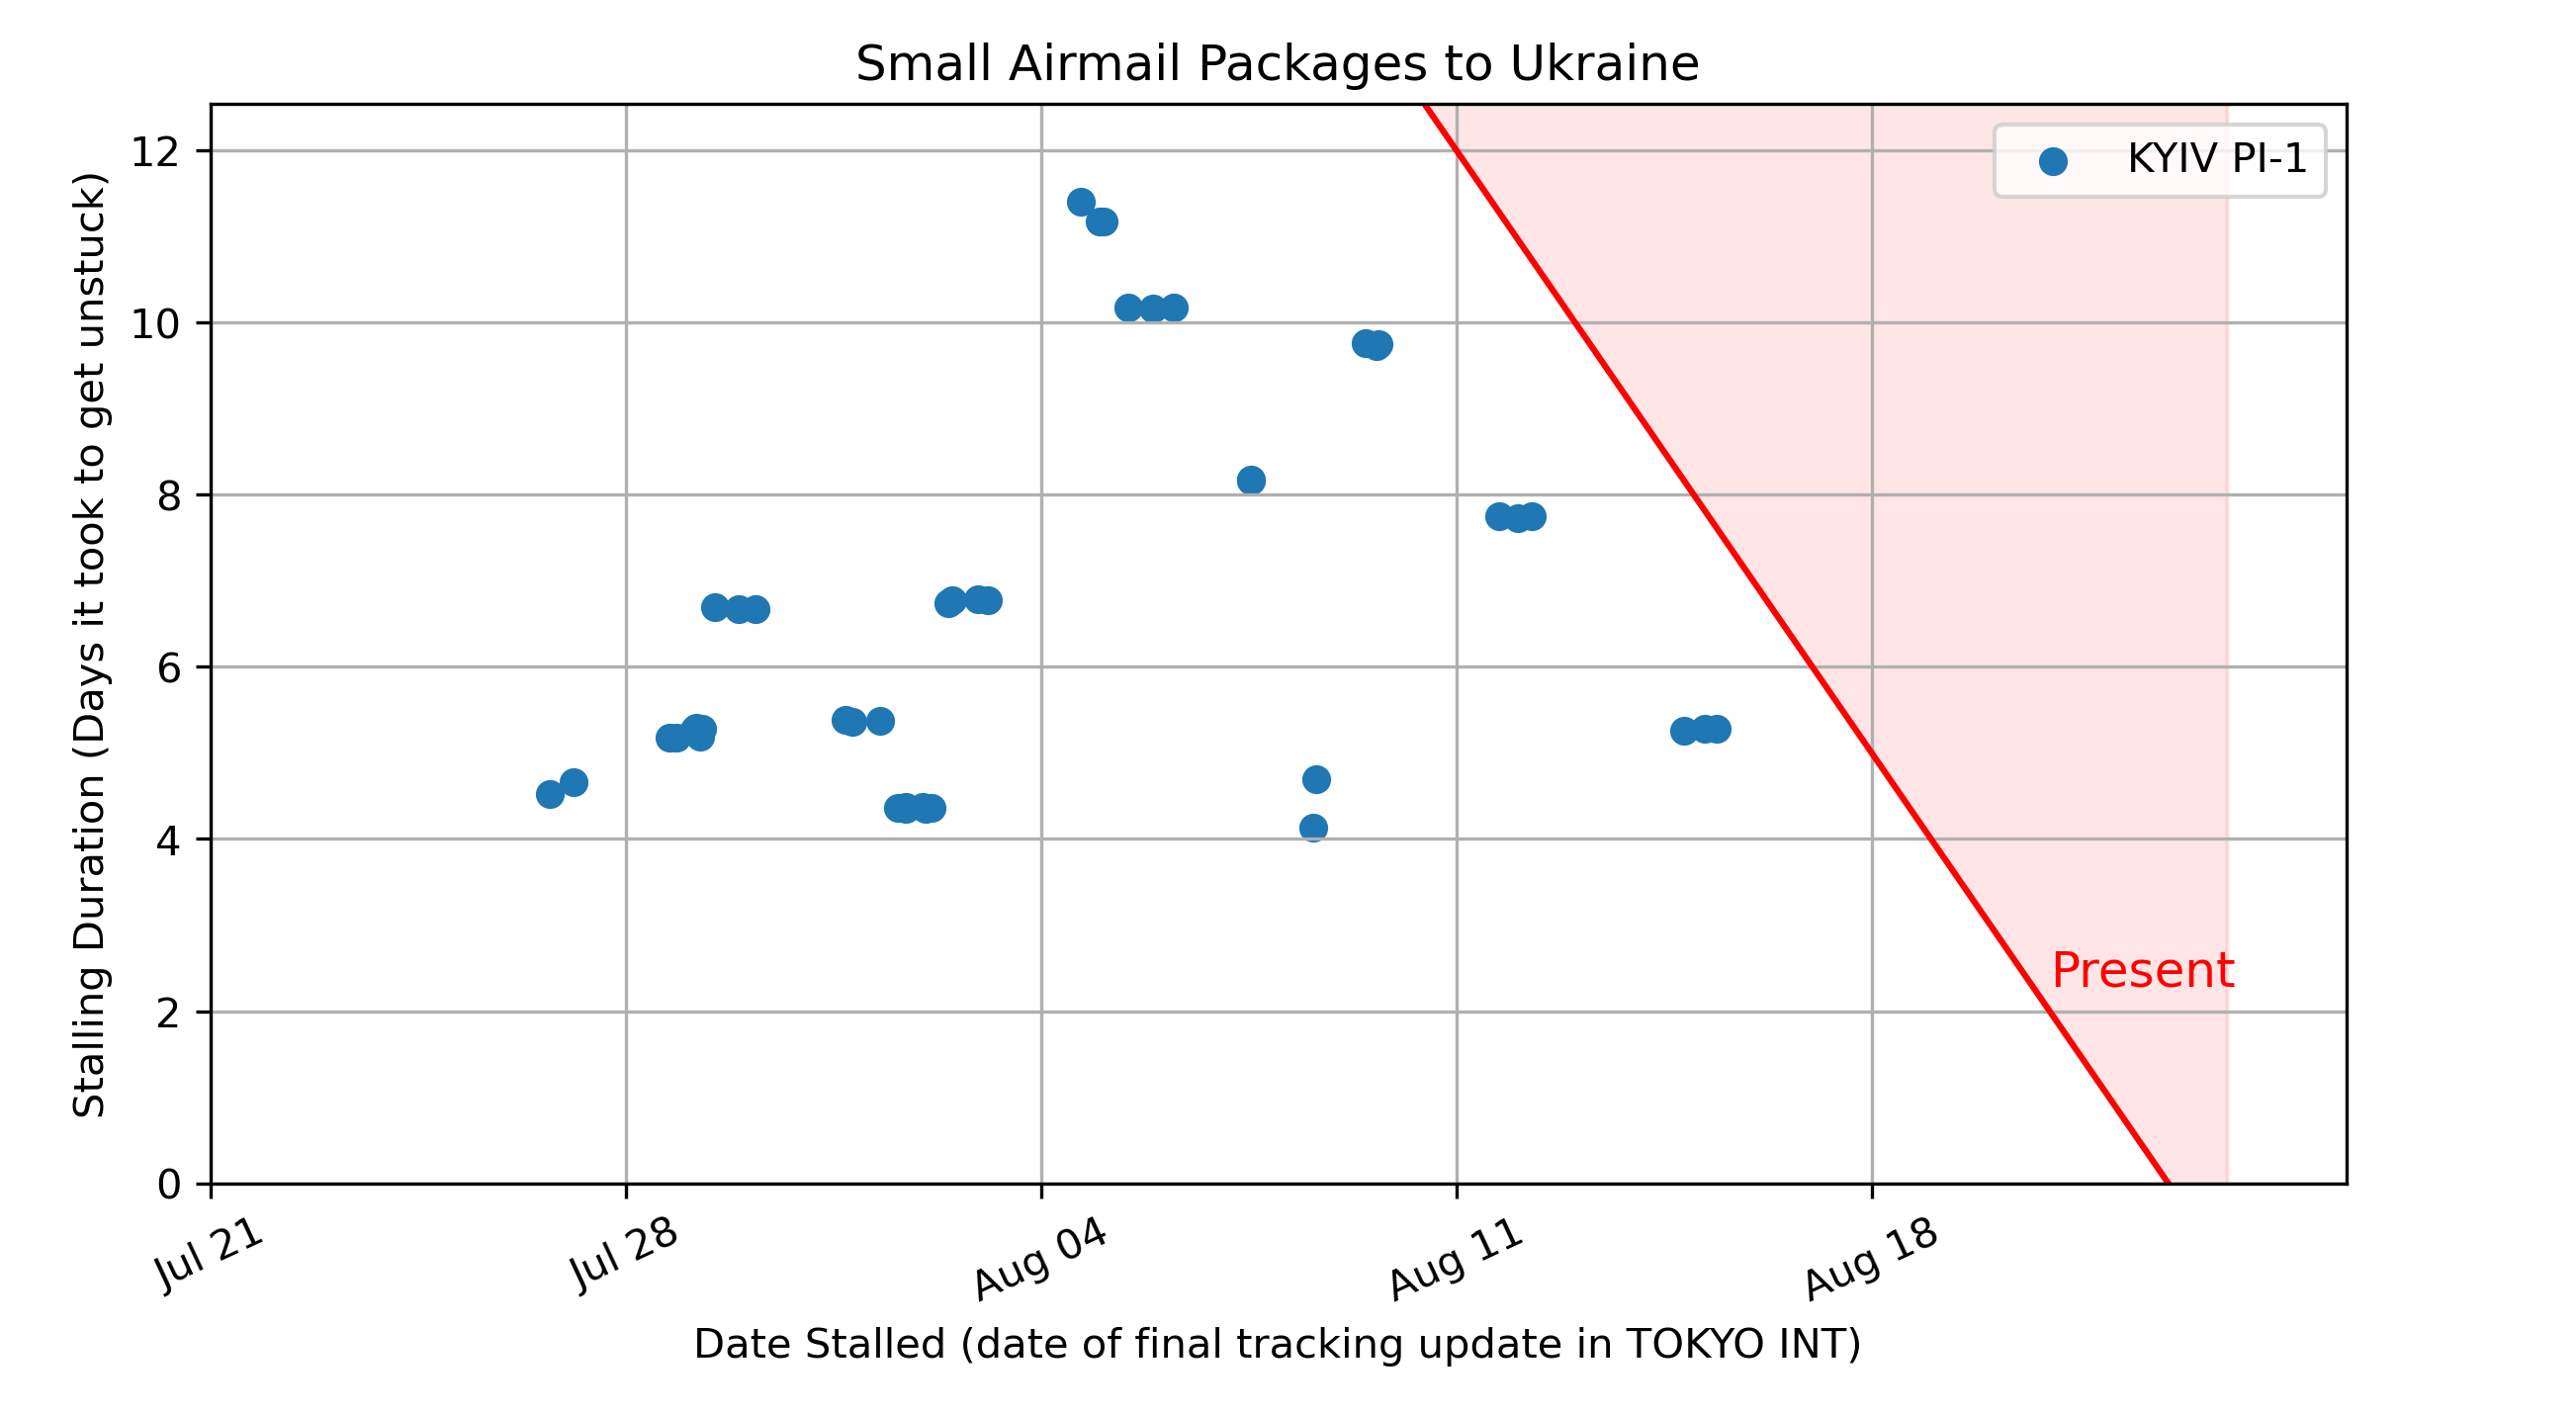 Small Airmail Packages to Ukraine
KYIV PI-1
Stalling Duration (Days it took to get unstuck)
12
10
8
6
4
2
0
Present
Jul 21
Jul 28
Aug 04
Aug 11
Aug 18
Date Stalled (date of final tracking update in TOKYO INT)